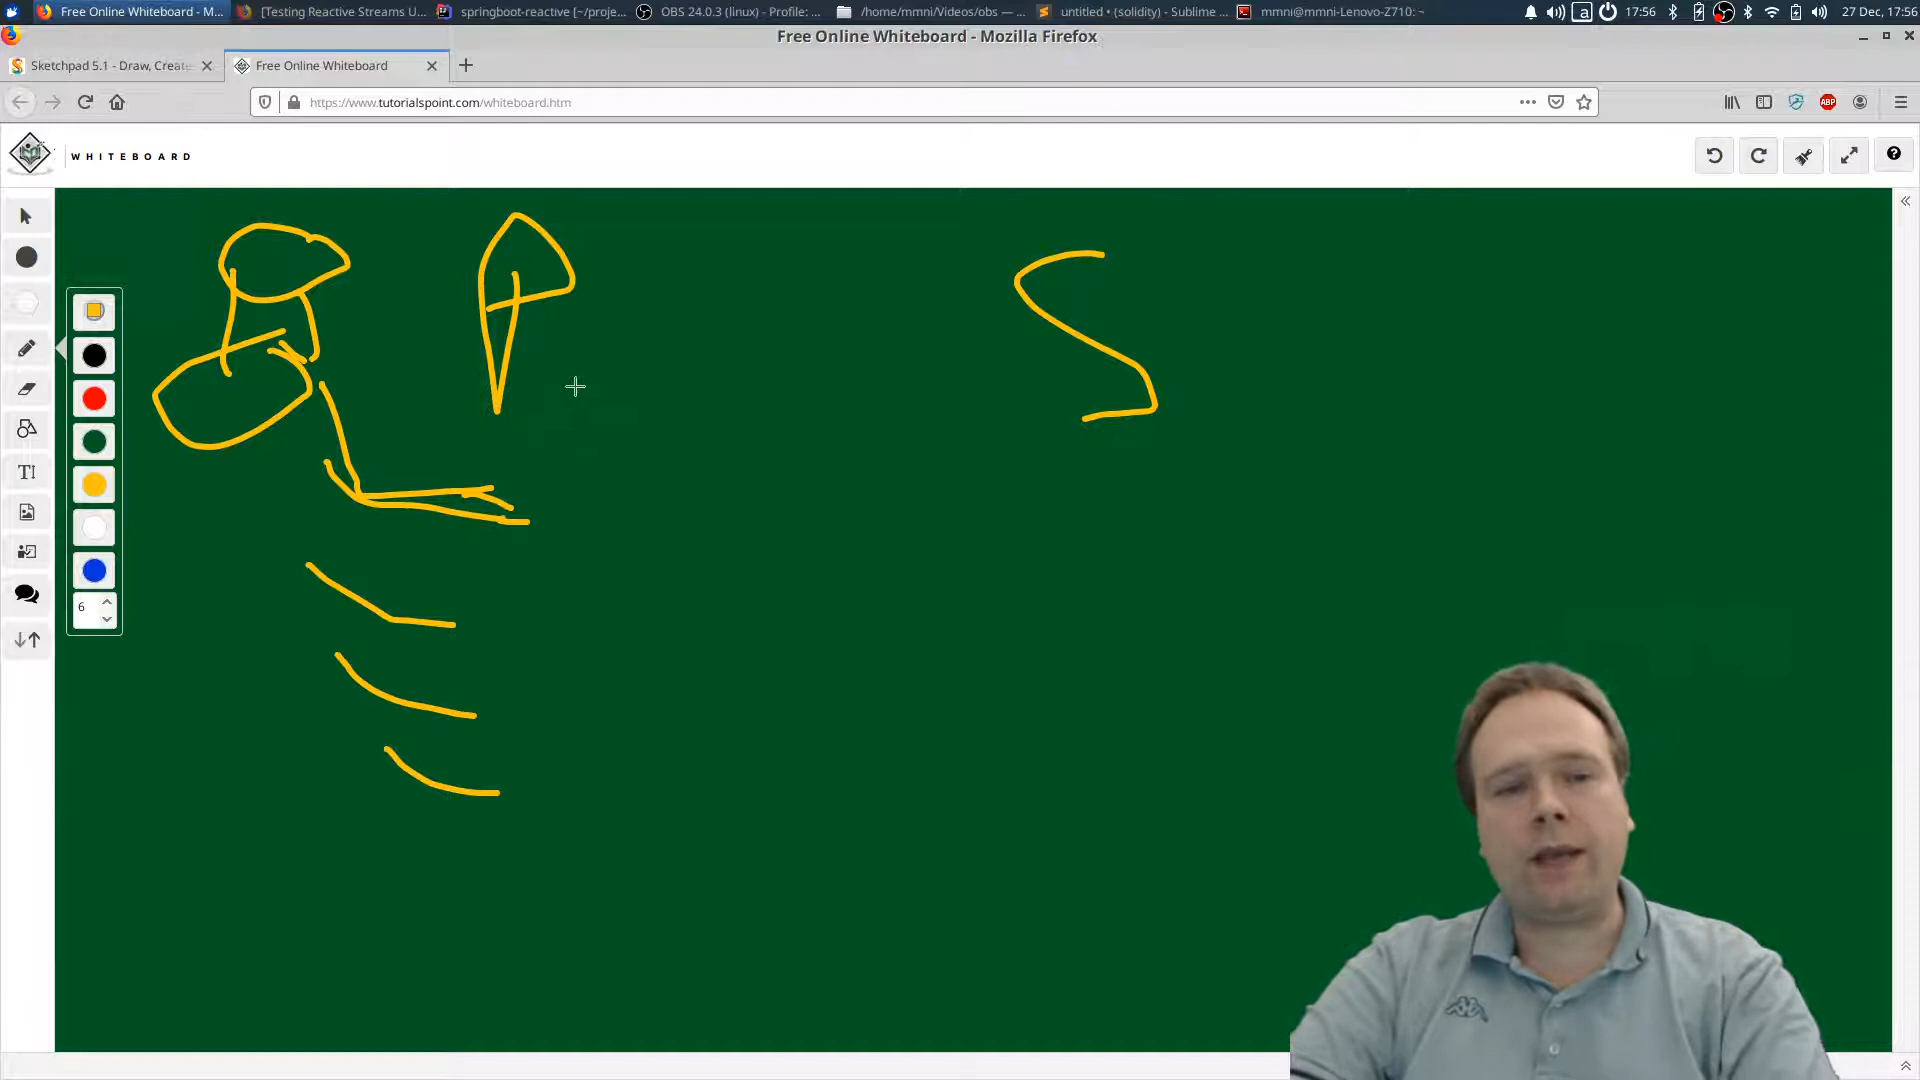 Free Online Whiteboard - M...
[Testing Reactive Streams U...
springboot-reactive [~/proje...
OBS 24.0.3 (linux) - Profile: ...
/home/mmni/Videos/obs — ...
untitled • (solidity) - Sublime ...
mmni@mmni-Lenovo-Z710: ~
a
17:56
27 Dec, 17:56
Free Online Whiteboard - Mozilla Firefox
Sketchpad 5.1 - Draw, Create
Free Online Whiteboard
https://www.tutorialspoint.com/whiteboard.htm
ABP
WHITEBOARD
P
S
TI
6